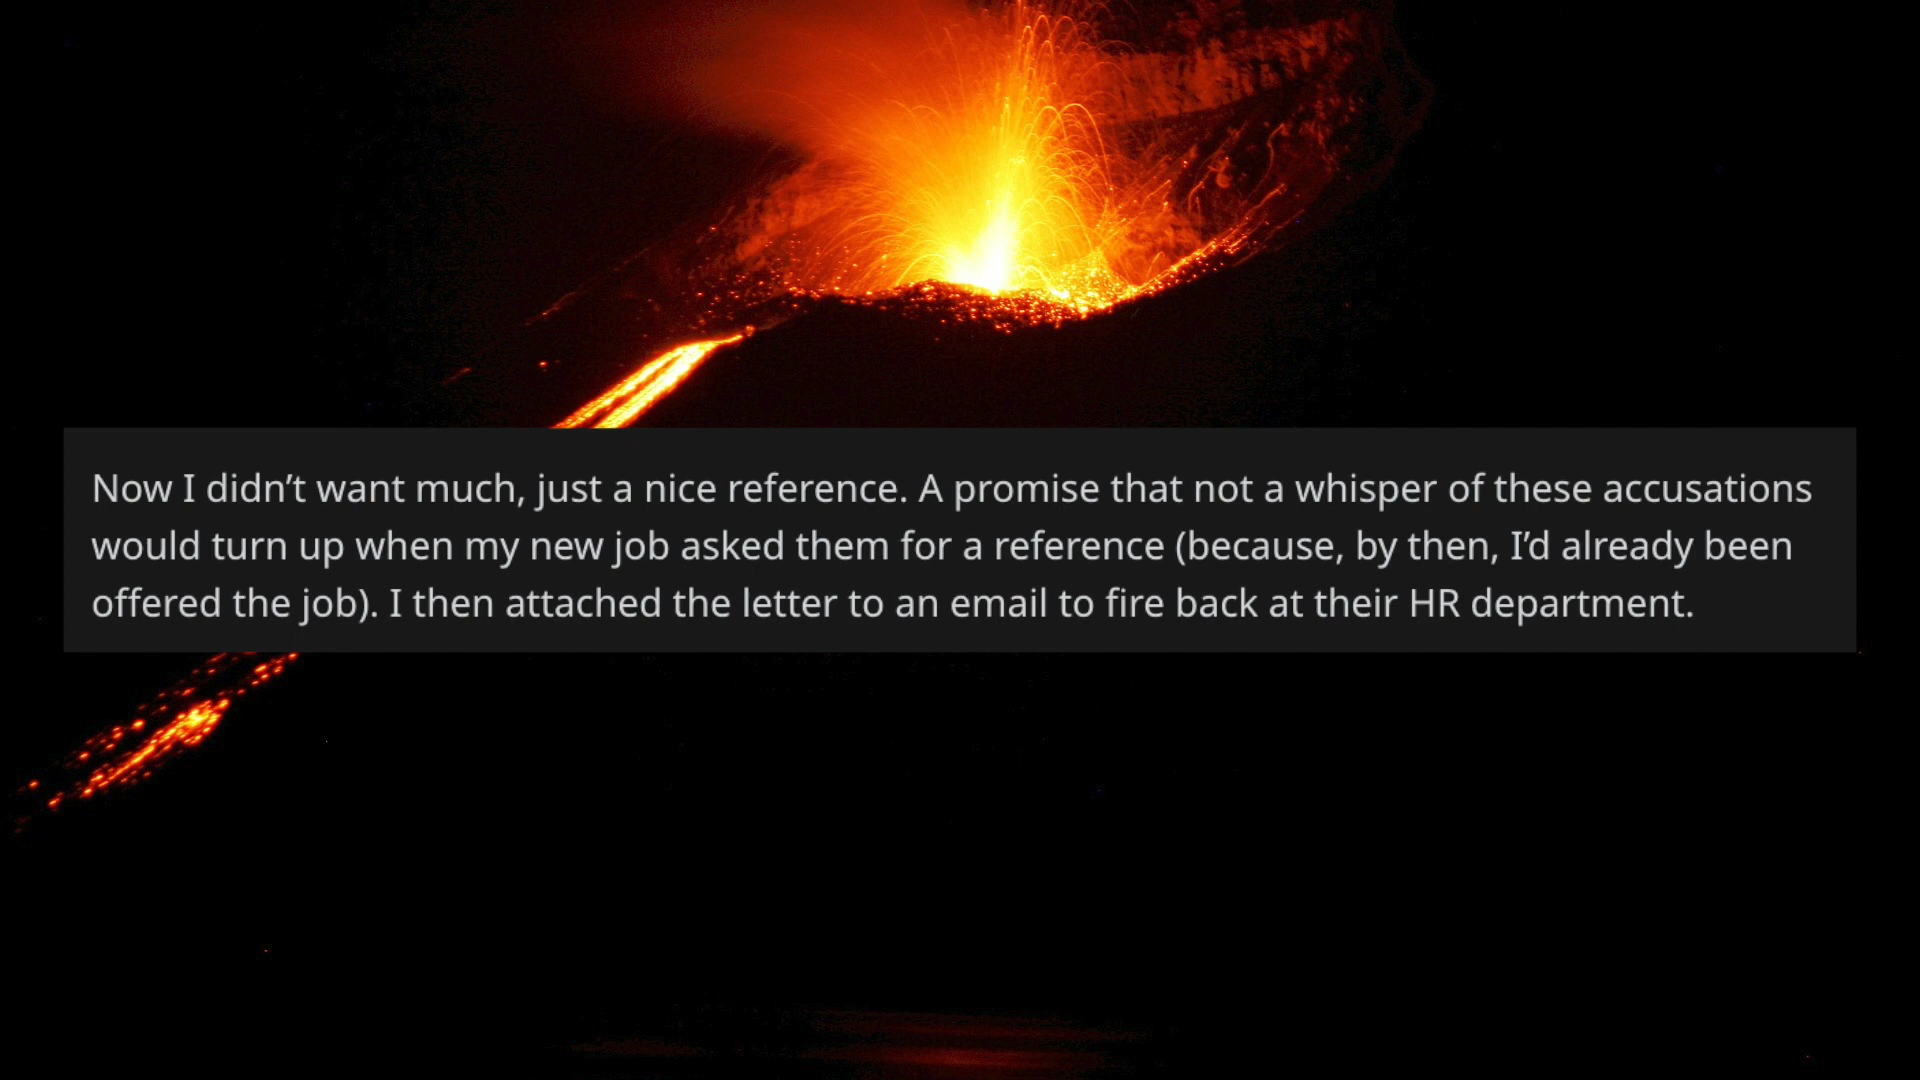 Now I didn’t want much, just a nice reference. A promise that not a whisper of these accusations
would turn up when my new job asked them for a reference (because, by then, I’d already been
offered the job). I then attached the letter to an email to fire back at their HR department.